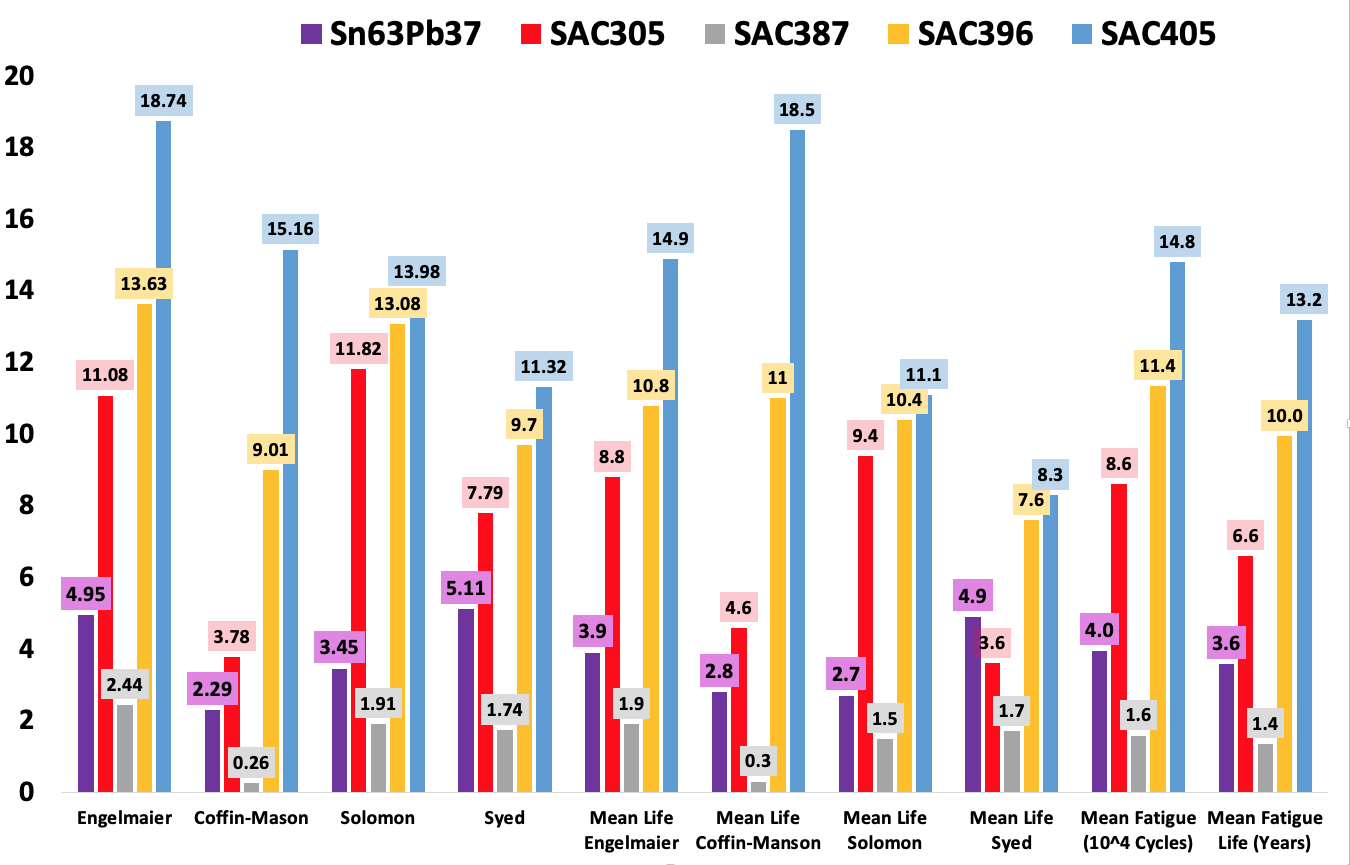 Sn63Pb37 SAC305 SAC387 SAC396 SAC405
20
18
16
14
12
10
8
6
4
2
0
4.95 11.08 2.44 13.63 18.74
2.29 3.78 0.26 9.01 15.16
3.45 11.82 1.91 13.08 13.98
5.11 7.79 1.74 9.7 11.32
3.9 8.8 1.9 10.8 14.9
2.8 4.6 0.3 11 18.5
2.7 9.4 1.5 10.4 11.1
4.9 3.6 1.7 7.6 8.3
4.0 8.6 1.6 11.4 14.8
3.6 6.6 1.4 10.0 13.2
Engelmaier
Coffin-Mason
Solomon
Syed
Mean Life
Engelmaier
Mean Life
Coffin-Manson
Mean Life
Solomon
Mean Life
Syed
Mean Fatigue
(10^4 Cycles)
Mean Fatigue
Life (Years)